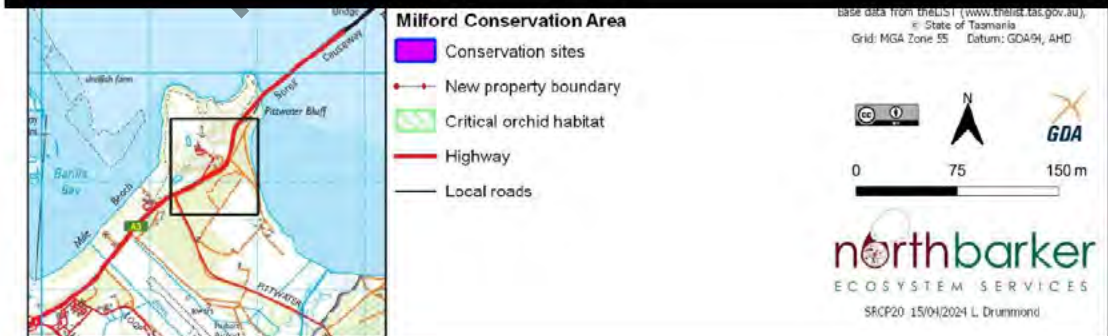 Bridge
Causeway
Sorell
shellfish farm
Pittwater Bluff
Barilla
Bay
Mile Beach
A3
PITTWATER
Milford Conservation Area
Conservation sites
New property boundary
Critical orchid habitat
Highway
Local roads
Base data from theLIST (www.thelist.tas.gov.au),
© State of Tasmania
Grid: MGA Zone 55 Datum: GDA94, AHD
cc
BY
N
GDA
0 75 150 m
northbarker
ECOSYSTEM SERVICES
SRCP20 15/04/2024 L. Drummond